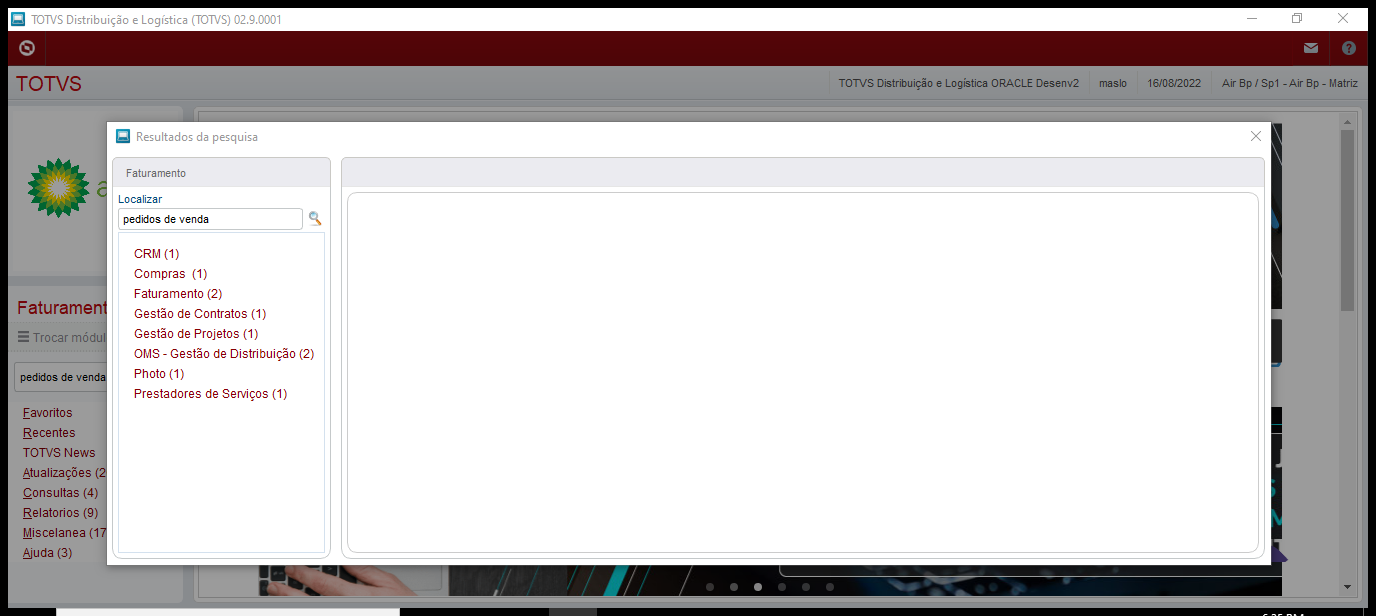 TOTVS Distribuição e Logística (TOTVS) 02.9.0001
TOTVS
TOTVS Distribuição e Logística ORACLE Desenv2
maslo
16/08/2022
Air Bp / Sp1 - Air Bp - Matriz
Resultados da pesquisa
Faturamento
Localizar
pedidos de venda
CRM (1)
Compras (1)
Faturamento (2)
Gestão de Contratos (1)
Gestão de Projetos (1)
OMS - Gestão de Distribuição (2)
Photo (1)
Prestadores de Serviços (1)
Faturament
Trocar módul
pedidos de venda
Favoritos
Recentes
TOTVS News
Atualizações (2
Consultas (4)
Relatorios (9)
Miscelanea (17
Ajuda (3)